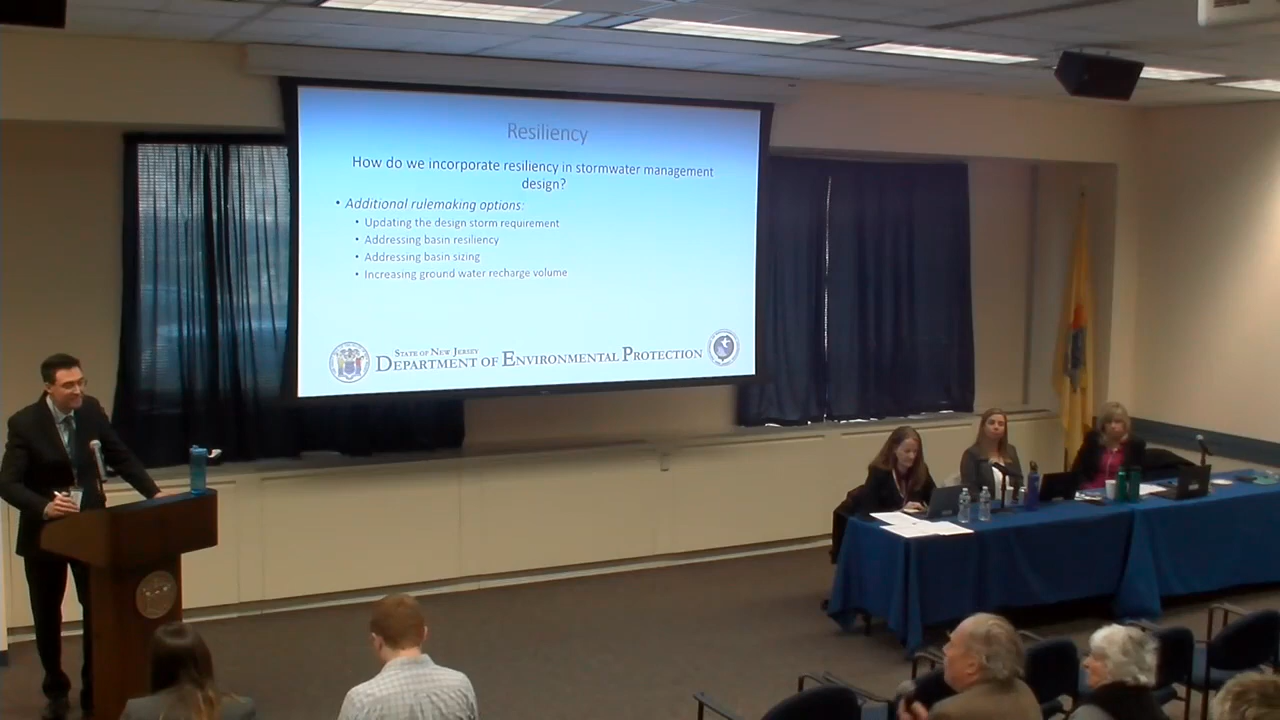 Resiliency
How do we incorporate resiliency in stormwater management
design?
• Additional rulemaking options:
• Updating the design storm requirement
• Addressing basin resiliency
• Addressing basin sizing
• Increasing ground water recharge volume
STATE OF NEW JERSEY
DEPARTMENT OF ENVIRONMENTAL PROTECTION